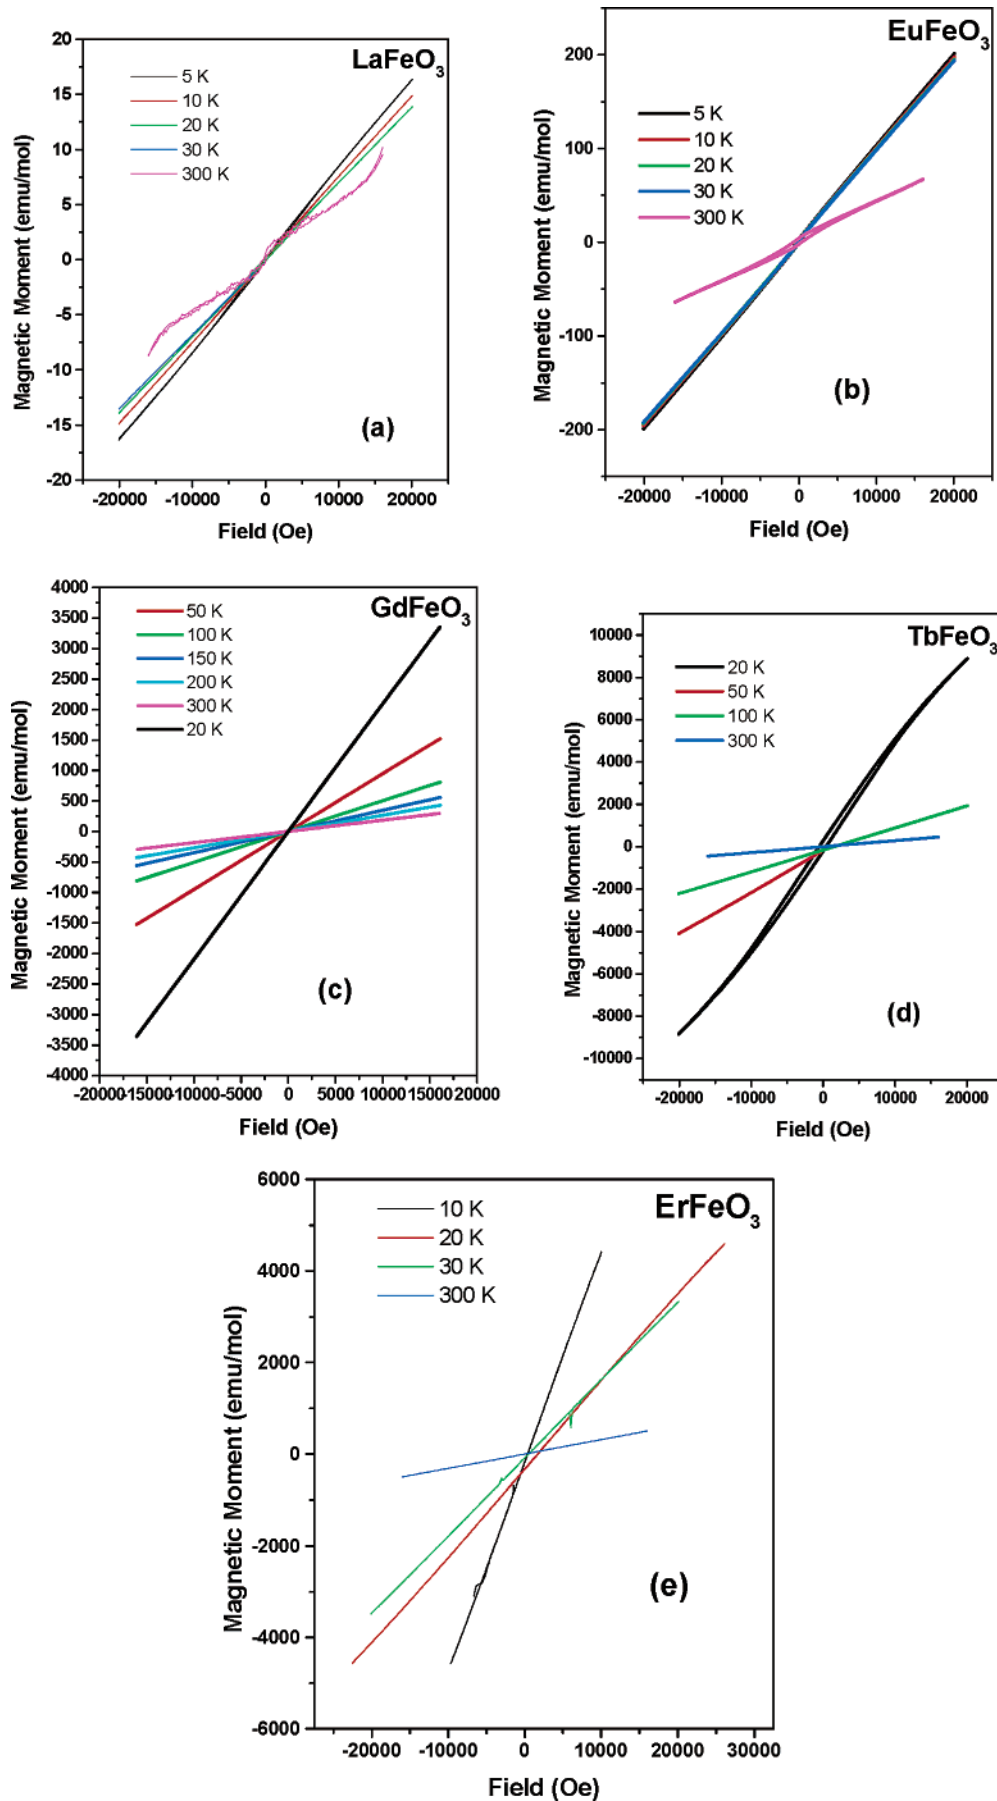 LaFeO3
5 K
10 K
20 K
30 K
300 K
20
15
10
5
0
-5
-10
-15
-20
Magnetic Moment (emu/mol)
(a)
-20000 -10000 0 10000 20000
Field (Oe)
EuFeO3
5 K
10 K
20 K
30 K
300 K
200
100
0
-100
-200
Magnetic Moment (emu/mol)
(b)
-20000 -10000 0 10000 20000
Field (Oe)
GdFeO3
50 K
100 K
150 K
200 K
300 K
20 K
4000
3500
3000
2500
2000
1500
1000
500
0
-500
-1000
-1500
-2000
-2500
-3000
-3500
-4000
Magnetic Moment (emu/mol)
(c)
-20000 -15000 -10000 -5000 0 5000 10000 15000 20000
Field (Oe)
TbFeO3
20 K
50 K
100 K
300 K
10000
8000
6000
4000
2000
0
-2000
-4000
-6000
-8000
-10000
Magnetic Moment (emu/mol)
(d)
-20000 -10000 0 10000 20000
Field (Oe)
ErFeO3
10 K
20 K
30 K
300 K
6000
4000
2000
0
-2000
-4000
-6000
Magnetic Moment (emu/mol)
(e)
-20000 -10000 0 10000 20000 30000
Field (Oe)